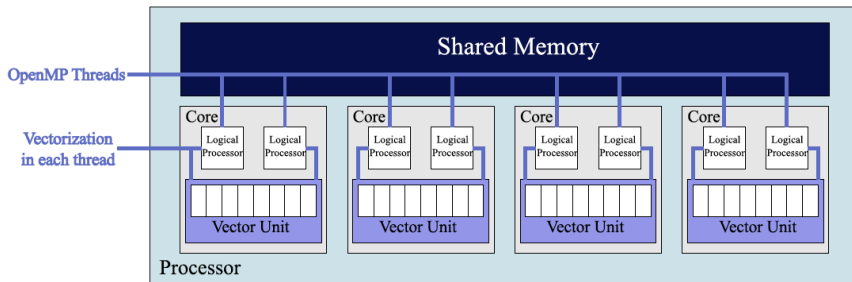 Shared Memory
OpenMP Threads
Core
Core
Core
Core
Logical
Processor
Logical
Processor
Logical
Processor
Logical
Processor
Logical
Processor
Logical
Processor
Logical
Processor
Logical
Processor
Vectorization
in each thread
Vector Unit
Vector Unit
Vector Unit
Vector Unit
Processor